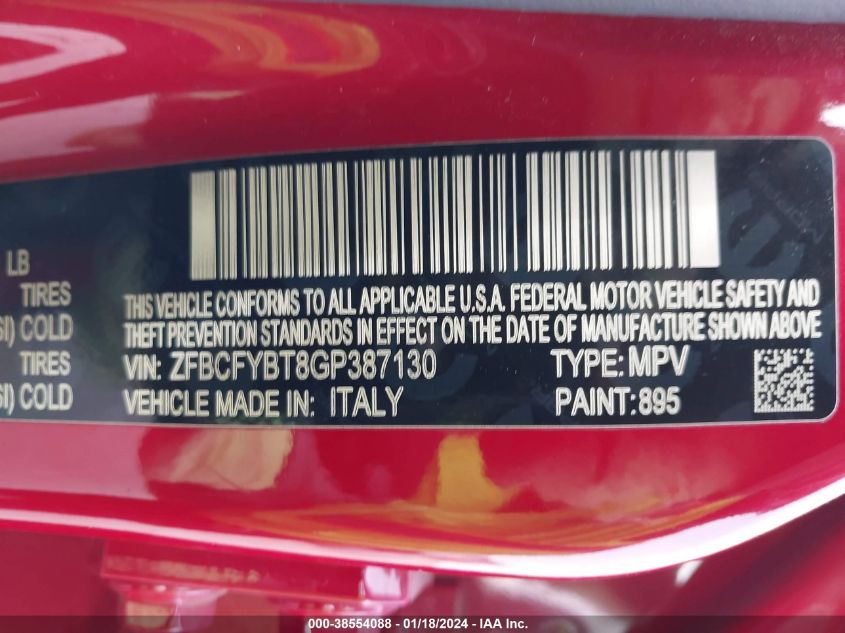 LB
TIRES
SI) COLD
TIRES
SI) COLD
THIS VEHICLE CONFORMS TO ALL APPLICABLE U.S.A. FEDERAL MOTOR VEHICLE SAFETY AND
THEFT PREVENTION STANDARDS IN EFFECT ON THE DATE OF MANUFACTURE SHOWN ABOVE
VIN: ZFBCFYBT8GP387130 TYPE: MPV
VEHICLE MADE IN: ITALY PAINT:895
000-38554088 - 01/18/2024 - IAA Inc.